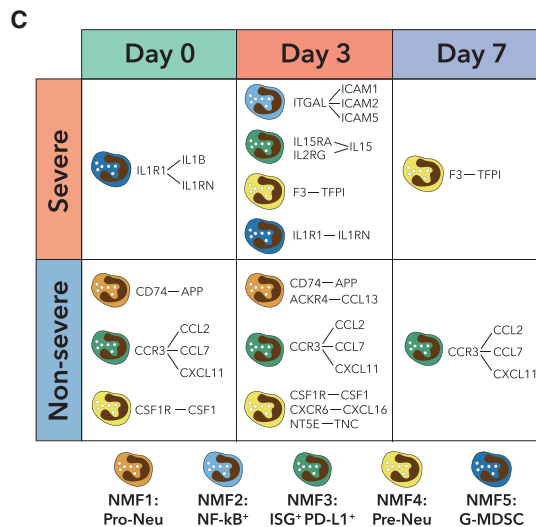 C
Day 0 Day 3 Day 7
Severe
IL1R1 IL1B
IL1RN
ITGAL ICAM1
ICAM2
ICAM5
IL15RA
IL2RG IL15
F3 — TFPI
IL1R1 — IL1RN
F3 — TFPI
Non-severe
CD74 — APP
CCR3 CCL2
CCL7
CXCL11
CSF1R — CSF1
CD74 — APP
ACKR4 — CCL13
CCR3 CCL2
CCL7
CXCL11
CSF1R — CSF1
CXCR6 — CXCL16
NT5E — TNC
CCR3 CCL2
CCL7
CXCL11
NMF1:
Pro-Neu
NMF2:
NF-kB⁺
NMF3:
ISG⁺ PD-L1⁺
NMF4:
Pre-Neu
NMF5:
G-MDSC